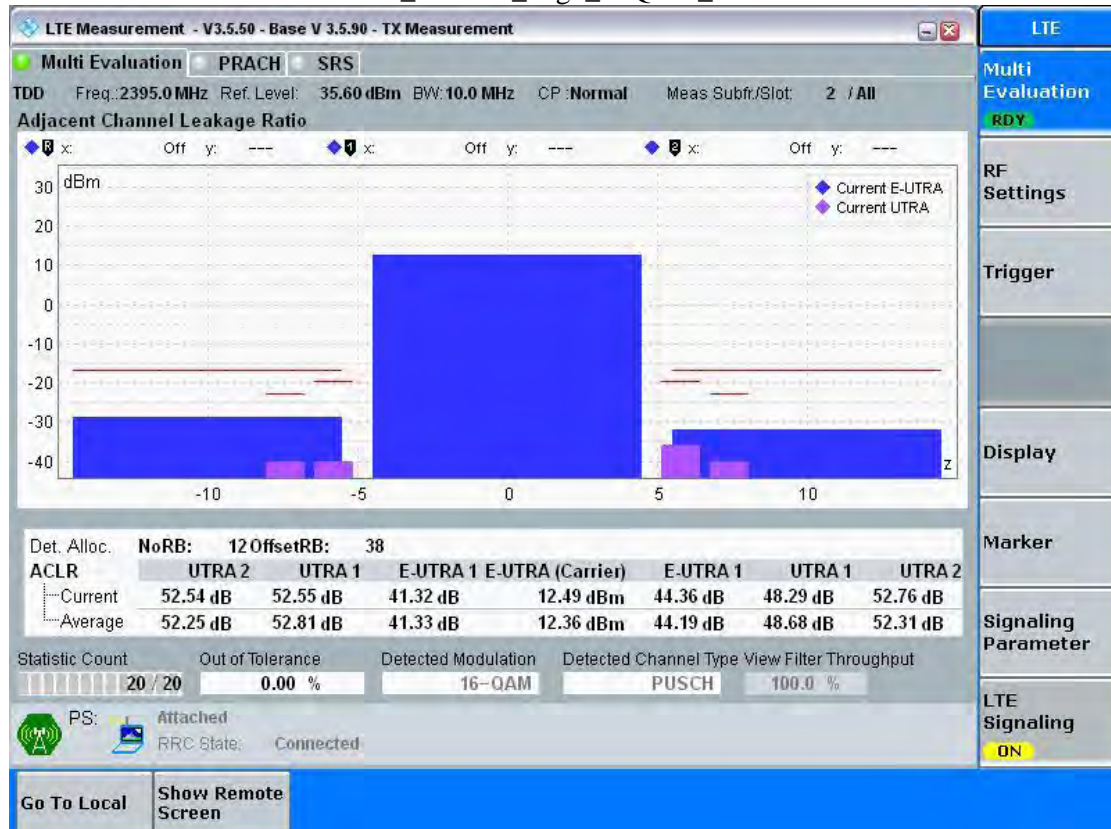 LTE Measurement - V3.5.50 - Base V 3.5.90 - TX Measurement
LTE
Multi Evaluation PRACH SRS
TDD Freq.:2395.0 MHz Ref. Level: 35.60 dBm BW:10.0 MHz CP :Normal Meas Subfr./Slot: 2 / All
Adjacent Channel Leakage Ratio
R x: Off y: --- 1 x: Off y: --- 2 x: Off y: ---
dBm
Current E-UTRA
Current UTRA
30
20
10
0
-10
-20
-30
-40
z
-10 -5 0 5 10
Det. Alloc. NoRB: 12 OffsetRB: 38
ACLR UTRA 2 UTRA 1 E-UTRA 1 E-UTRA (Carrier) E-UTRA 1 UTRA 1 UTRA 2
Current 52.54 dB 52.55 dB 41.32 dB 12.49 dBm 44.36 dB 48.29 dB 52.76 dB
Average 52.25 dB 52.81 dB 41.33 dB 12.36 dBm 44.19 dB 48.68 dB 52.31 dB
Statistic Count Out of Tolerance Detected Modulation Detected Channel Type View Filter Throughput
20 / 20 0.00 % 16-QAM PUSCH 100.0 %
PS: Attached
RRC State: Connected
Multi
Evaluation
RDY
RF
Settings
Trigger
Display
Marker
Signaling
Parameter
LTE
Signaling
ON
Go To Local
Show Remote
Screen